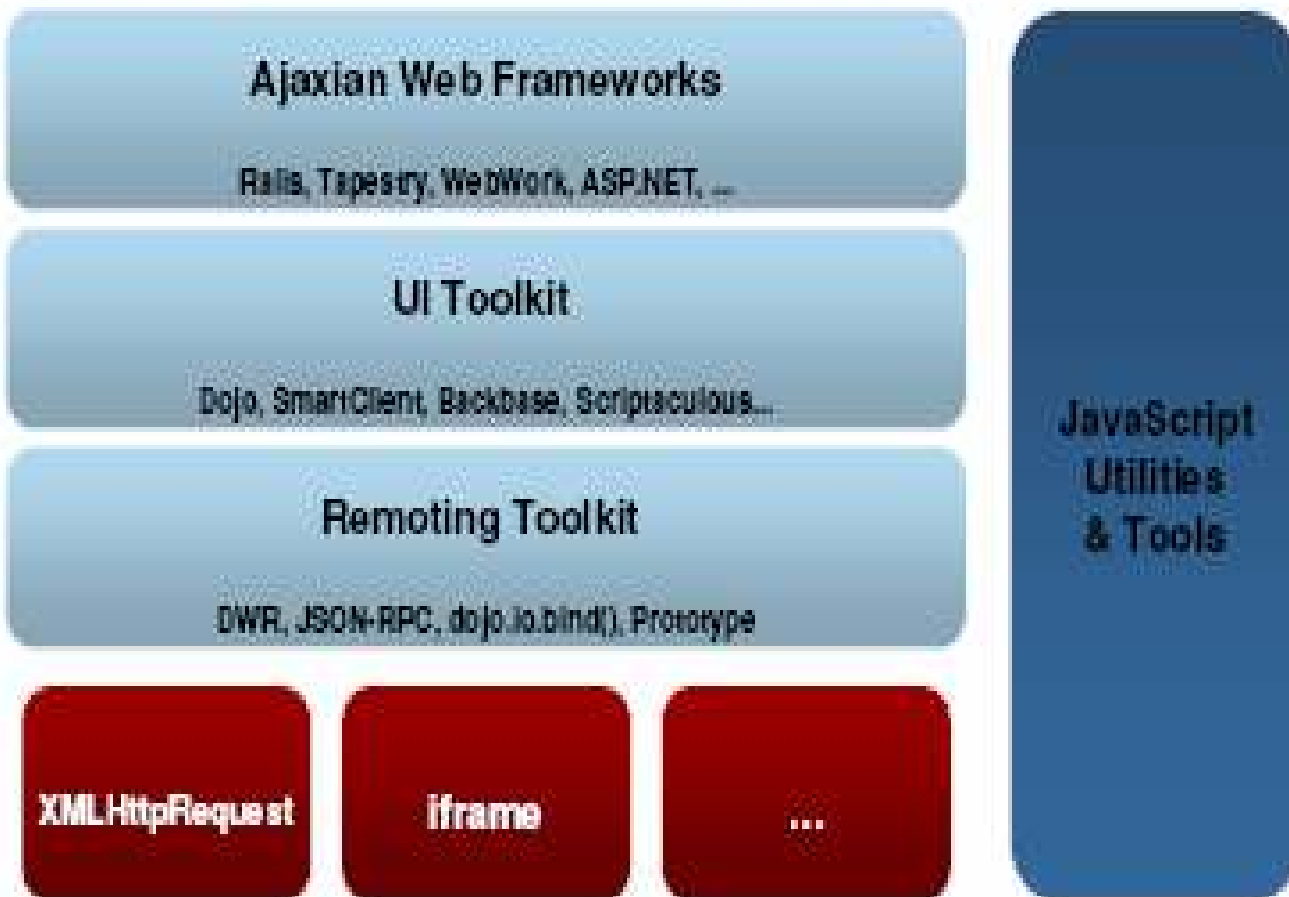 Ajaxian Web Frameworks
Rails, Tapestry, WebWork, ASP.NET, ...
UI Toolkit
Dojo, SmartClient, Backbase, Scriptaculous...
Remoting Toolkit
DWR, JSON-RPC, dojo.io.bind(), Prototype
XMLHttpRequest
iframe
...
JavaScript
Utilities
& Tools